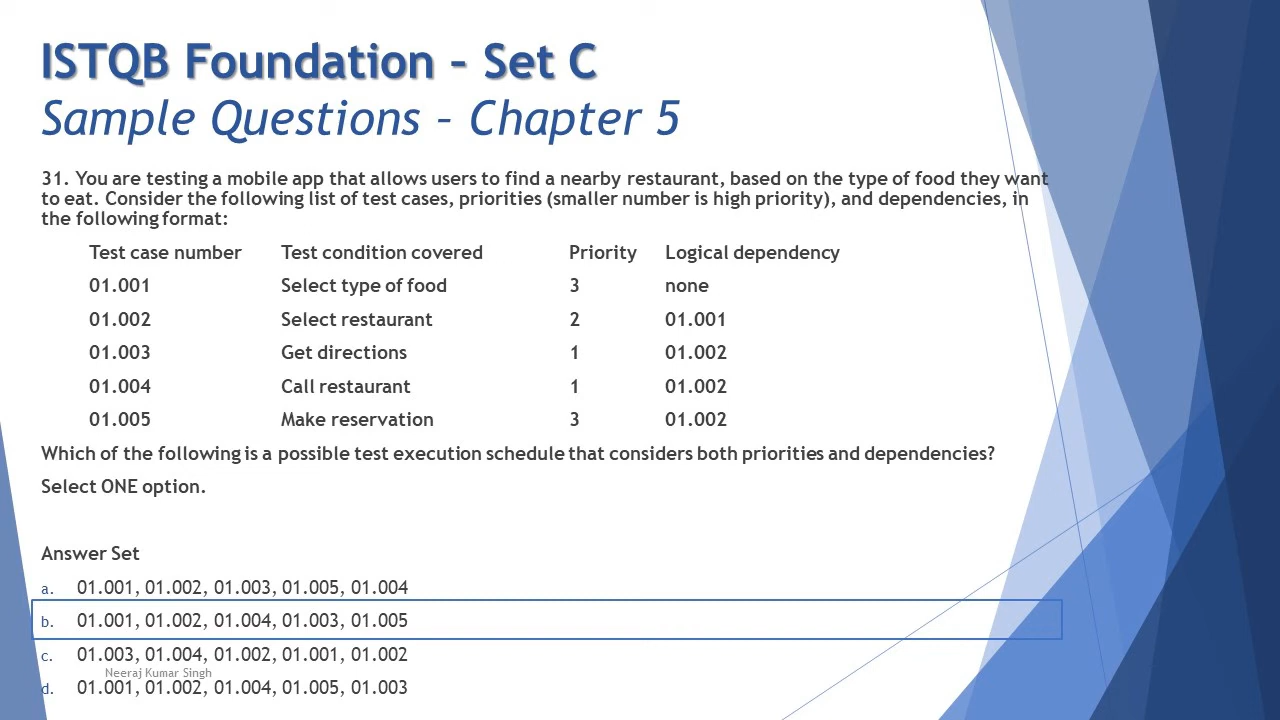 ISTQB Foundation – Set C
Sample Questions – Chapter 5
31. You are testing a mobile app that allows users to find a nearby restaurant, based on the type of food they want
to eat. Consider the following list of test cases, priorities (smaller number is high priority), and dependencies, in
the following format:
Test case number Test condition covered Priority Logical dependency
01.001 Select type of food 3 none
01.002 Select restaurant 2 01.001
01.003 Get directions 1 01.002
01.004 Call restaurant 1 01.002
01.005 Make reservation 3 01.002
Which of the following is a possible test execution schedule that considers both priorities and dependencies?
Select ONE option.
Answer Set
a. 01.001, 01.002, 01.003, 01.005, 01.004
b. 01.001, 01.002, 01.004, 01.003, 01.005
c. 01.003, 01.004, 01.002, 01.001, 01.002
Neeraj Kumar Singh
d. 01.001, 01.002, 01.004, 01.005, 01.003